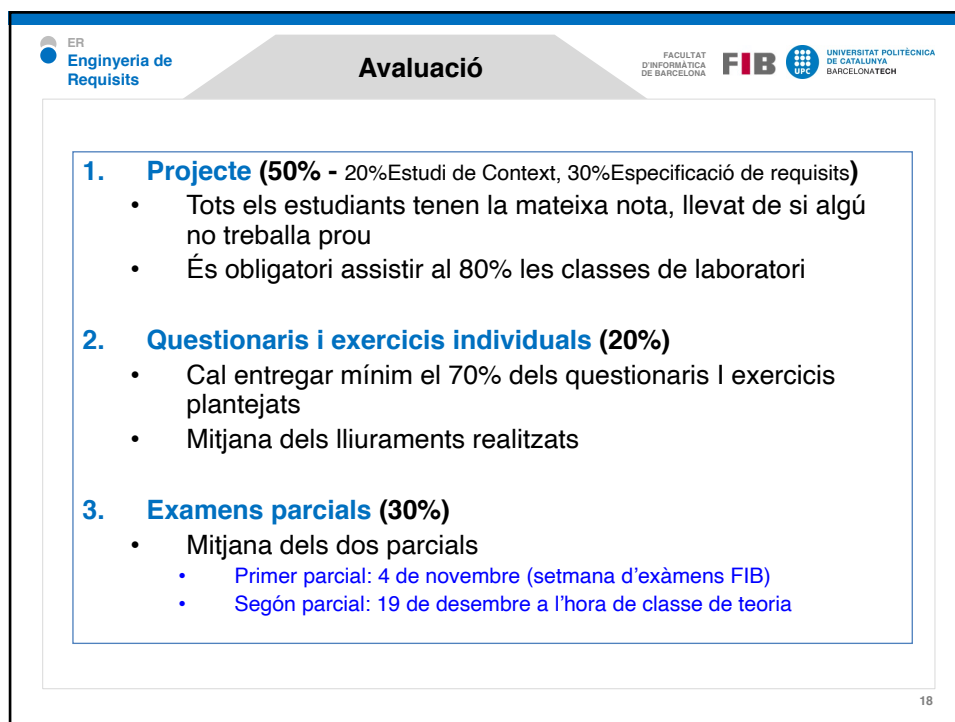 ER
Enginyeria de
Requisits
Avaluació
FACULTAT
D'INFORMÀTICA
DE BARCELONA
FIB
UPC
UNIVERSITAT POLITÈCNICA
DE CATALUNYA
BARCELONATECH
1. Projecte (50% - 20%Estudi de Context, 30%Especificació de requisits)
• Tots els estudiants tenen la mateixa nota, llevat de si algú
no treballa prou
• És obligatori assistir al 80% les classes de laboratori
2. Questionaris i exercicis individuals (20%)
• Cal entregar mínim el 70% dels questionaris I exercicis
plantejats
• Mitjana dels lliuraments realitzats
3. Examens parcials (30%)
• Mitjana dels dos parcials
• Primer parcial: 4 de novembre (setmana d'exàmens FIB)
• Segón parcial: 19 de desembre a l'hora de classe de teoria
18